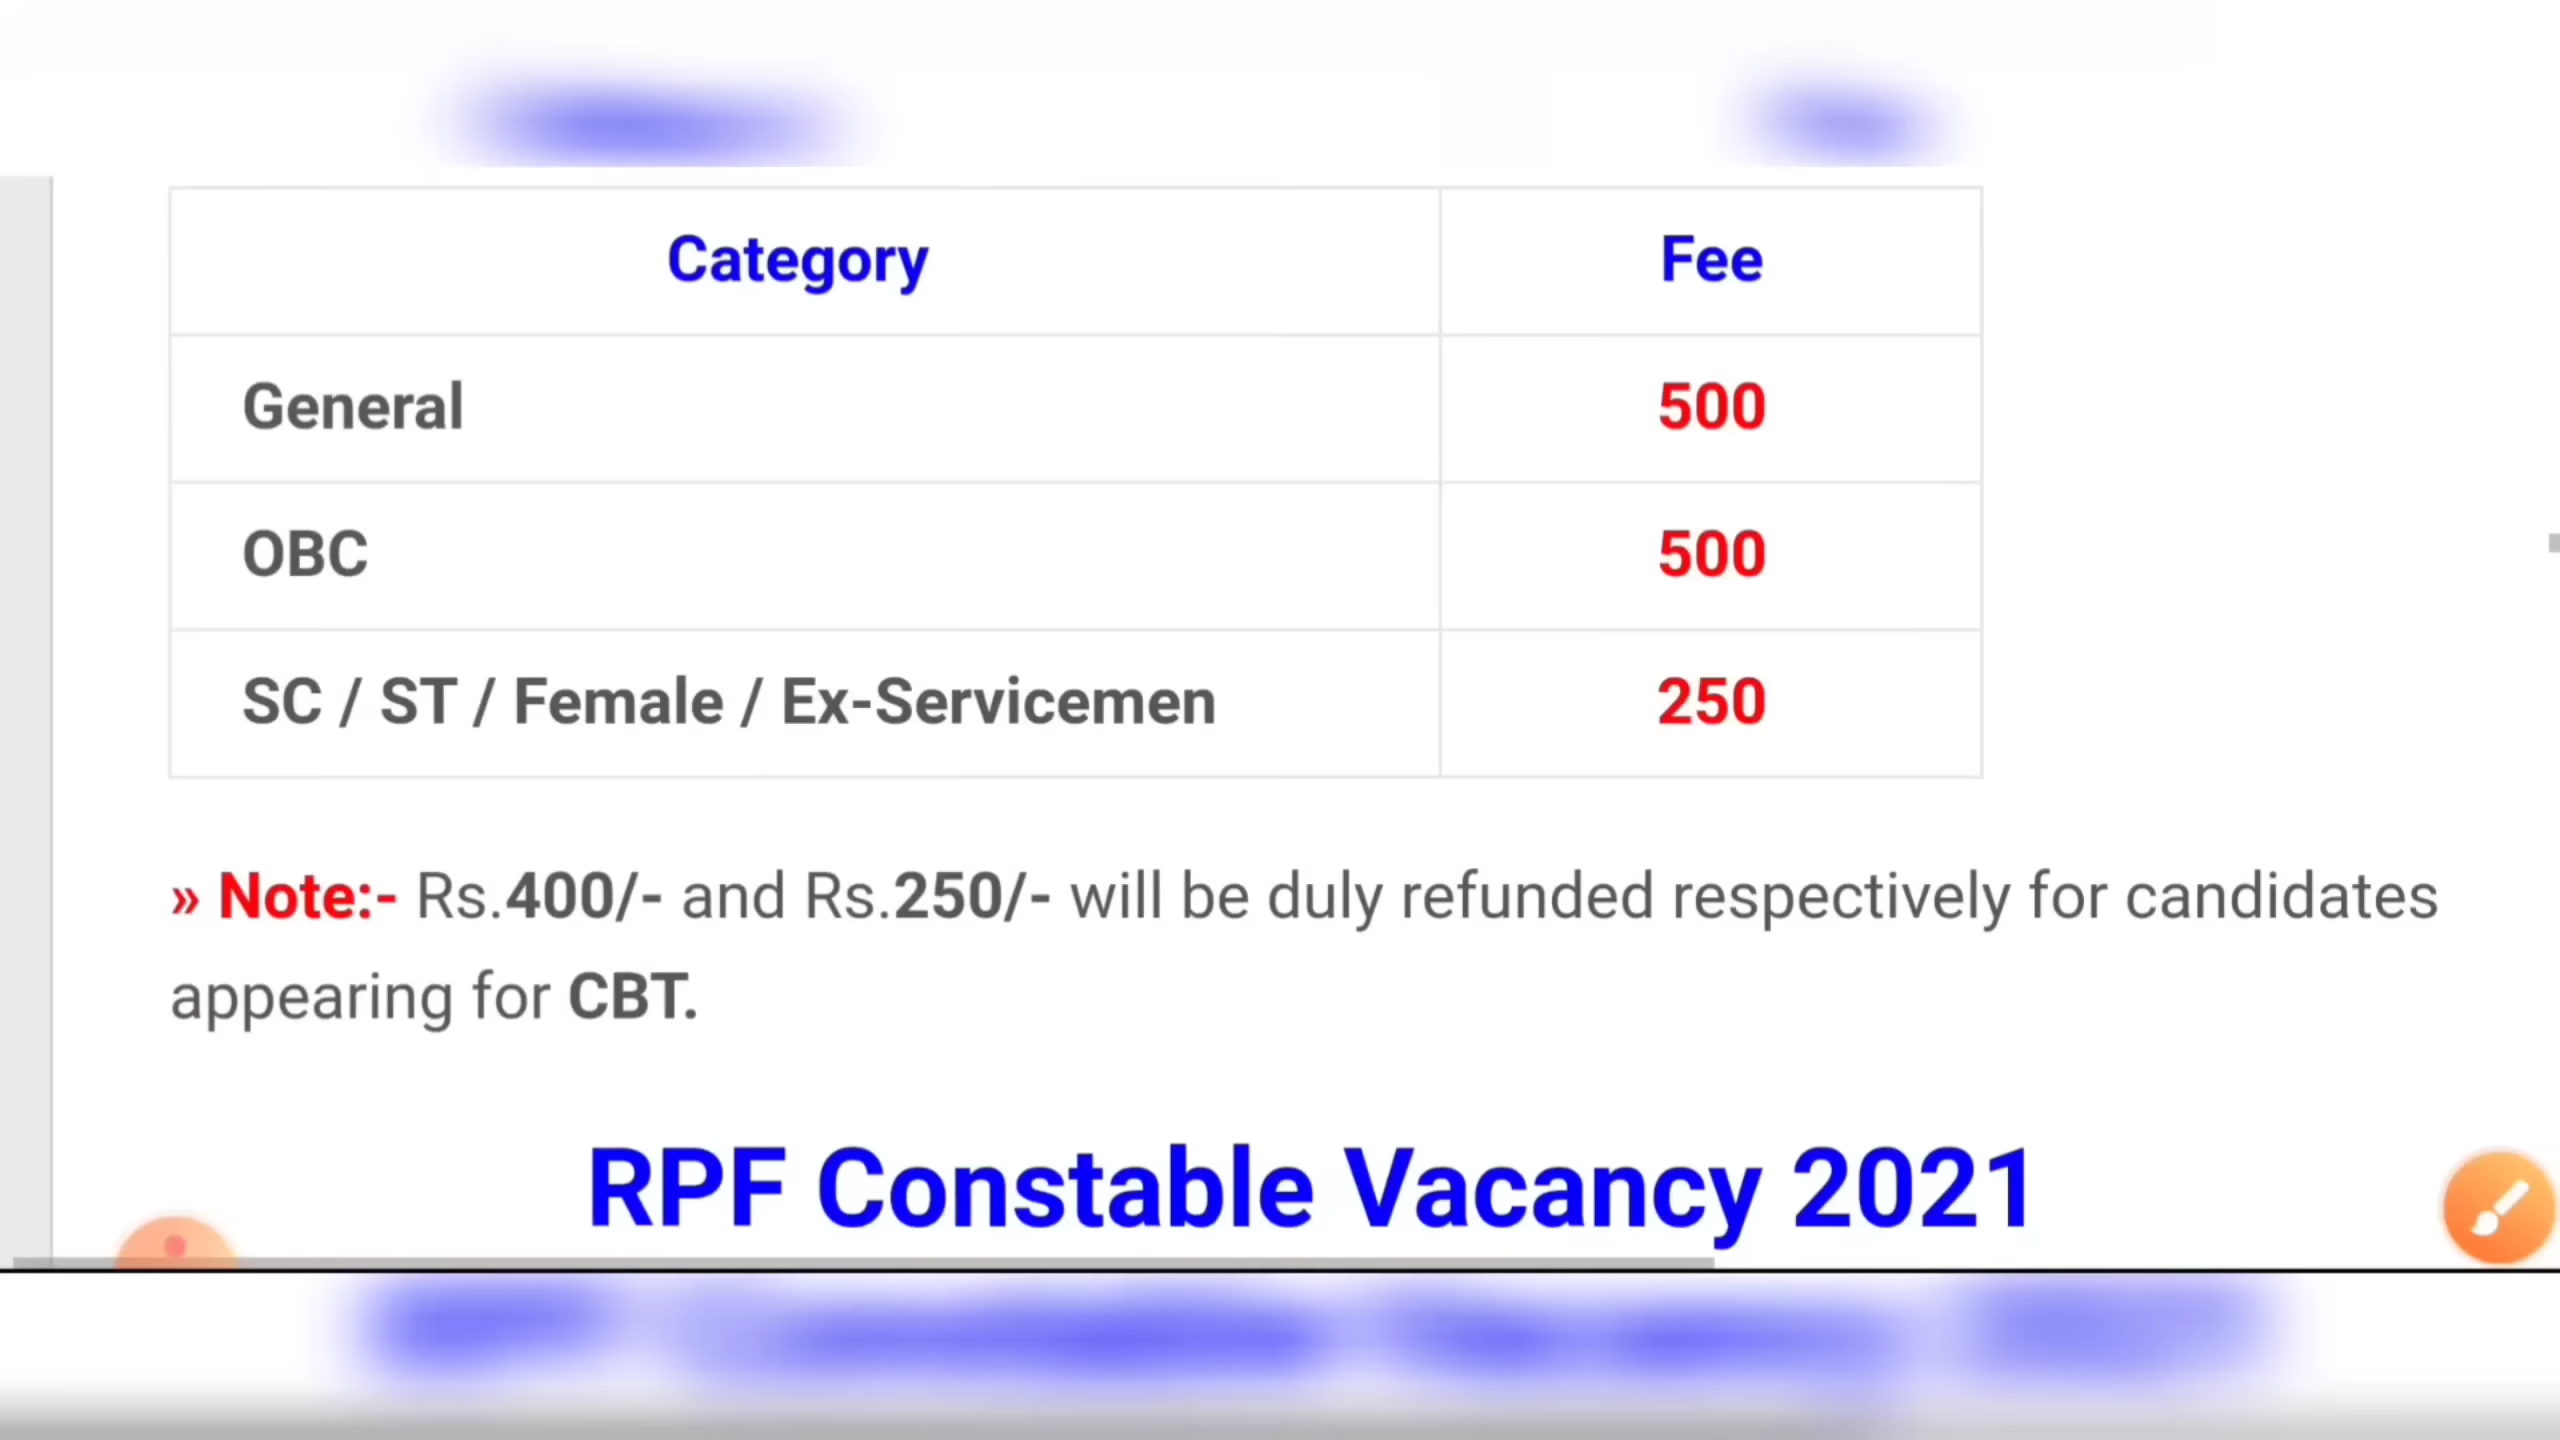 Category Fee
General 500
OBC 500
SC / ST / Female / Ex-Servicemen 250
» Note:- Rs.400/- and Rs.250/- will be duly refunded respectively for candidates
appearing for CBT.
RPF Constable Vacancy 2021